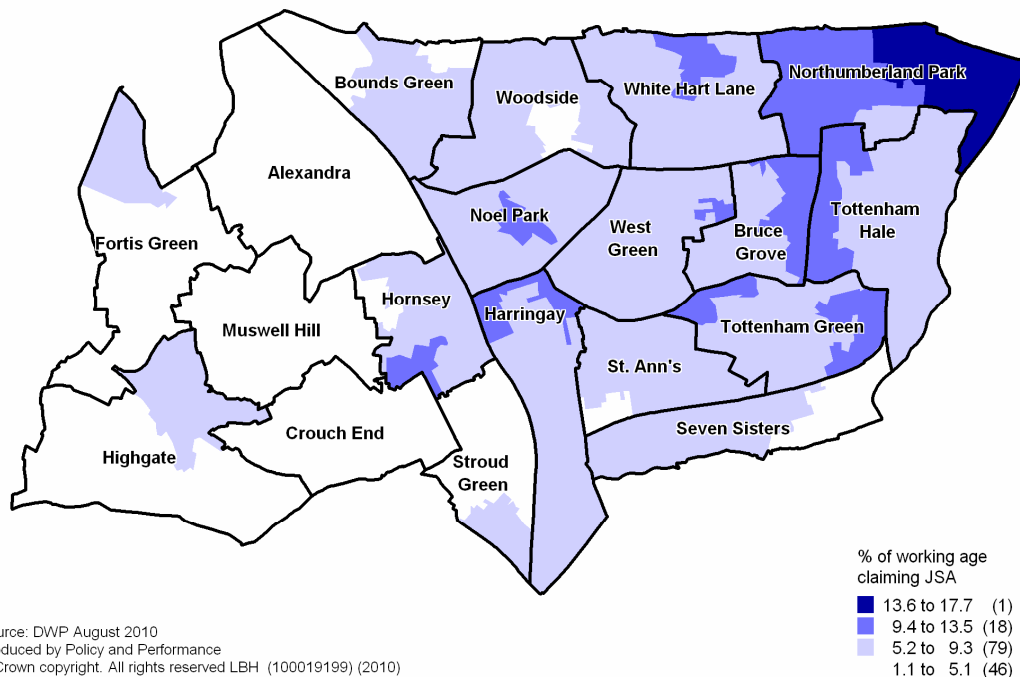 Bounds Green
Woodside
White Hart Lane
Northumberland Park
Alexandra
Noel Park
West
Green
Bruce
Grove
Tottenham
Hale
Fortis Green
Muswell Hill
Hornsey
Harringay
Tottenham Green
St. Ann's
Highgate
Crouch End
Stroud
Green
Seven Sisters
% of working age
claiming JSA
13.6 to 17.7 (1)
9.4 to 13.5 (18)
5.2 to 9.3 (79)
1.1 to 5.1 (46)
urce: DWP August 2010
oduced by Policy and Performance
Crown copyright. All rights reserved LBH (100019199) (2010)